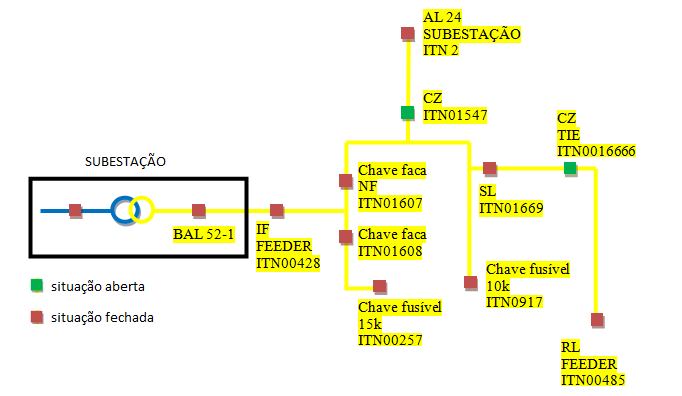 AL 24
SUBESTAÇÃO
ITN 2
CZ
ITN01547
CZ
TIE
ITN0016666
SUBESTAÇÃO
Chave faca
NF
ITN01607
SL
ITN01669
BAL 52-1
IF
FEEDER
ITN00428
Chave faca
ITN01608
Chave fusível
10k
ITN0917
situação aberta
situação fechada
Chave fusível
15k
ITN00257
RL
FEEDER
ITN00485